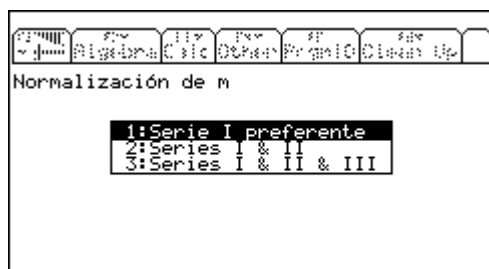 Algebra Calc Other PrgmIO Clean Up
Normalización de m
1:Serie I preferente
2:Series I & II
3:Series I & II & III